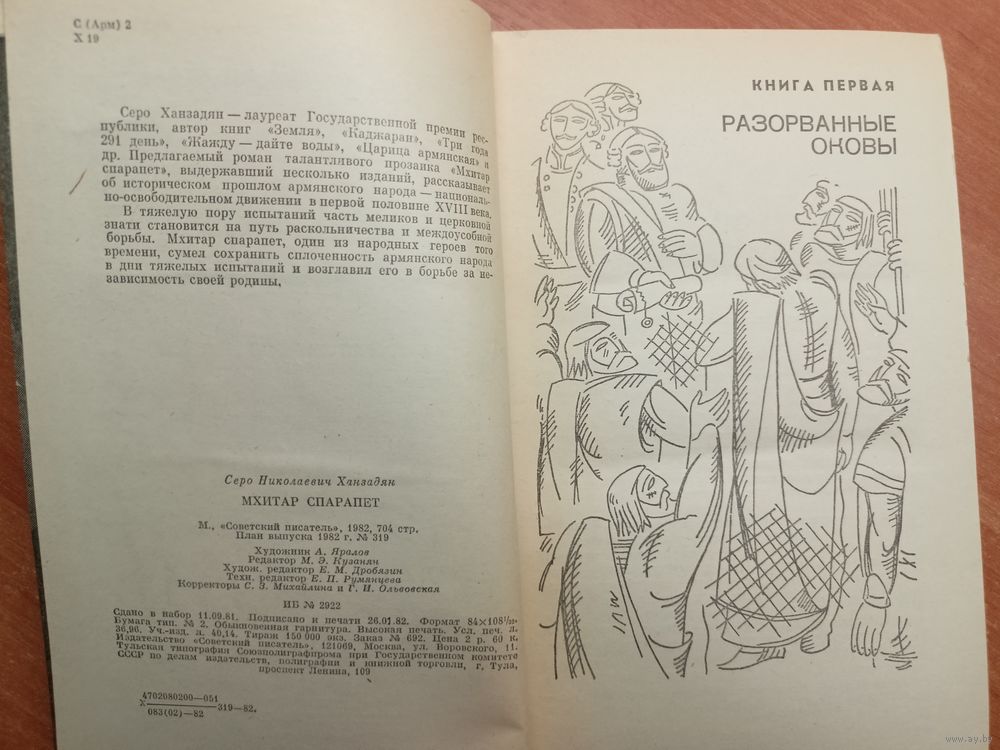 С (Арм) 2
Х 19
Серо Ханзадян — лауреат Государственной премии рес-
публики, автор книг «Земля», «Каджаран», «Три года
291 день», «Жажду — дайте воды», «Царица армянская» и
др. Предлагаемый роман талантливого прозаика «Мхитар
спарапет», выдержавший несколько изданий, рассказывает
об историческом прошлом армянского народа — националь-
но-освободительном движении в первой половине XVIII века.
В тяжелую пору испытаний часть меликов и церковной
знати становится на путь раскольничества и междоусобной
борьбы. Мхитар спарапет, один из народных героев того
времени, сумел сохранить сплоченность армянского народа
в дни тяжелых испытаний и возглавил его в борьбе за не-
зависимость своей родины,
Серо Николаевич Ханзадян
МХИТАР СПАРАПЕТ
М., «Советский писатель», 1982, 704 стр.
План выпуска 1982 г. № 319
Художник А. Яралов
Редактор М. Э. Кузанян
Худож. редактор Е. М. Дробязин
Техн. редактор Е. П. Румянцева
Корректоры С. З. Михайлина и Г. И. Ольвовская
ИБ № 2922
Сдано в набор 11.09.81. Подписано к печати 26.01.82. Формат 84×108¹/₃₂.
Бумага тип. № 2. Обыкновенная гарнитура. Высокая печать. Усл. печ. л.
36,96. Уч.-изд. л. 40,14. Тираж 150 000 экз. Заказ № 692. Цена 2 р. 60 к.
Издательство «Советский писатель», 121069, Москва, ул. Воровского, 11.
Тульская типография Союзполиграфпрома при Государственном комитете
СССР по делам издательств, полиграфии и книжной торговли, г. Тула,
проспект Ленина, 109
4702080200—051
Х 319—82.
083(02)—82
КНИГА ПЕРВАЯ
РАЗОРВАННЫЕ
ОКОВЫ
www.ay.by